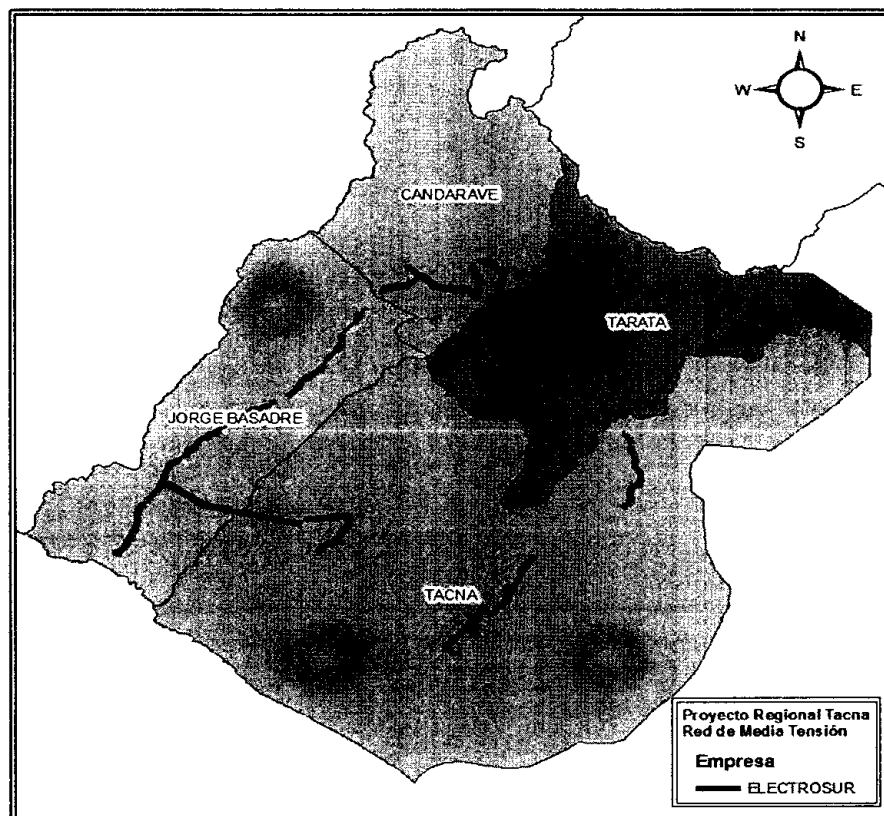 N
W E
S
CANDARAVE
TARATA
JORGE BASADRE
TACNA
Proyecto Regional Tacna
Red de Media Tensión
Empresa
ELECTROSUR